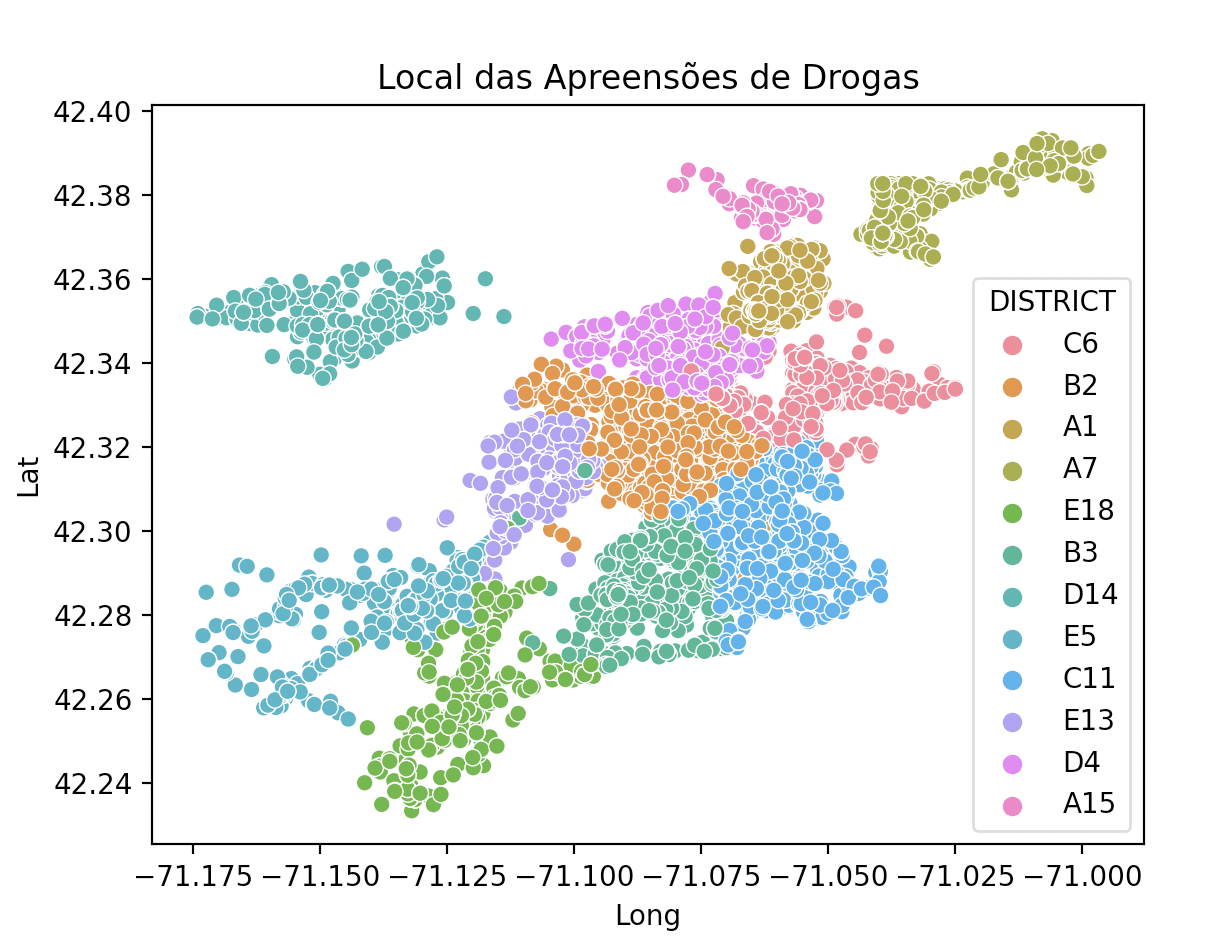 Local das Apreensões de Drogas
42.40
42.38
42.36
42.34
42.32
42.30
42.28
42.26
42.24
Lat
DISTRICT
C6
B2
A1
A7
E18
B3
D14
E5
C11
E13
D4
A15
−71.175 −71.150 −71.125 −71.100 −71.075 −71.050 −71.025 −71.000
Long